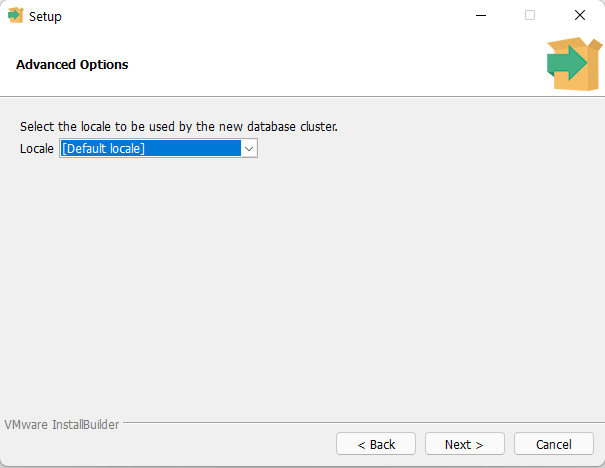 Setup
Advanced Options
Select the locale to be used by the new database cluster.
Locale [Default locale]
VMware InstallBuilder
< Back Next > Cancel